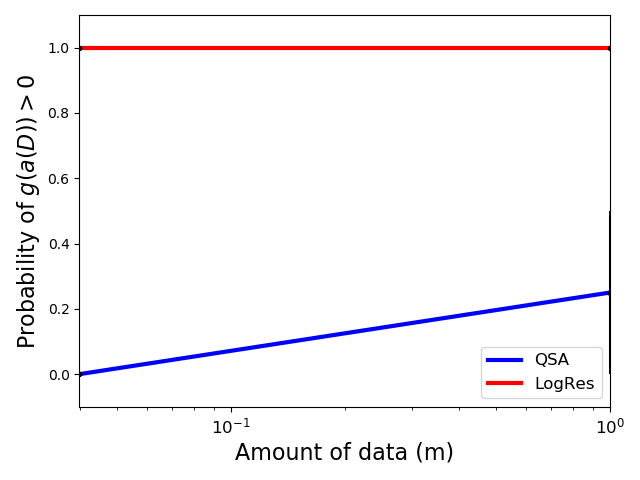 Probability of g(a(D)) > 0
1.0
0.8
0.6
0.4
0.2
0.0
QSA
LogRes
10⁻¹
10⁰
Amount of data (m)